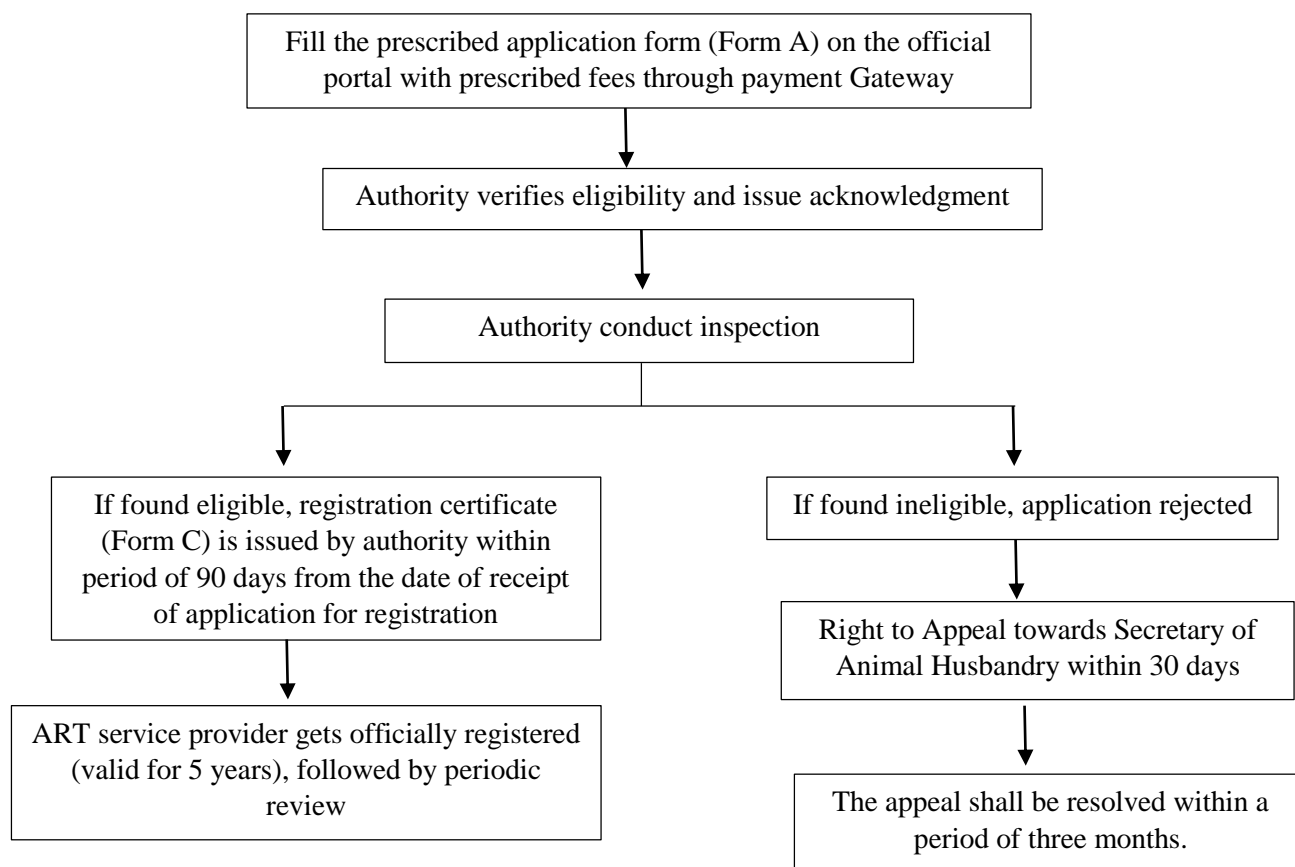 Fill the prescribed application form (Form A) on the official
portal with prescribed fees through payment Gateway
Authority verifies eligibility and issue acknowledgment
Authority conduct inspection
If found eligible, registration certificate
(Form C) is issued by authority within
period of 90 days from the date of receipt
of application for registration
ART service provider gets officially registered
(valid for 5 years), followed by periodic
review
If found ineligible, application rejected
Right to Appeal towards Secretary of
Animal Husbandry within 30 days
The appeal shall be resolved within a
period of three months.